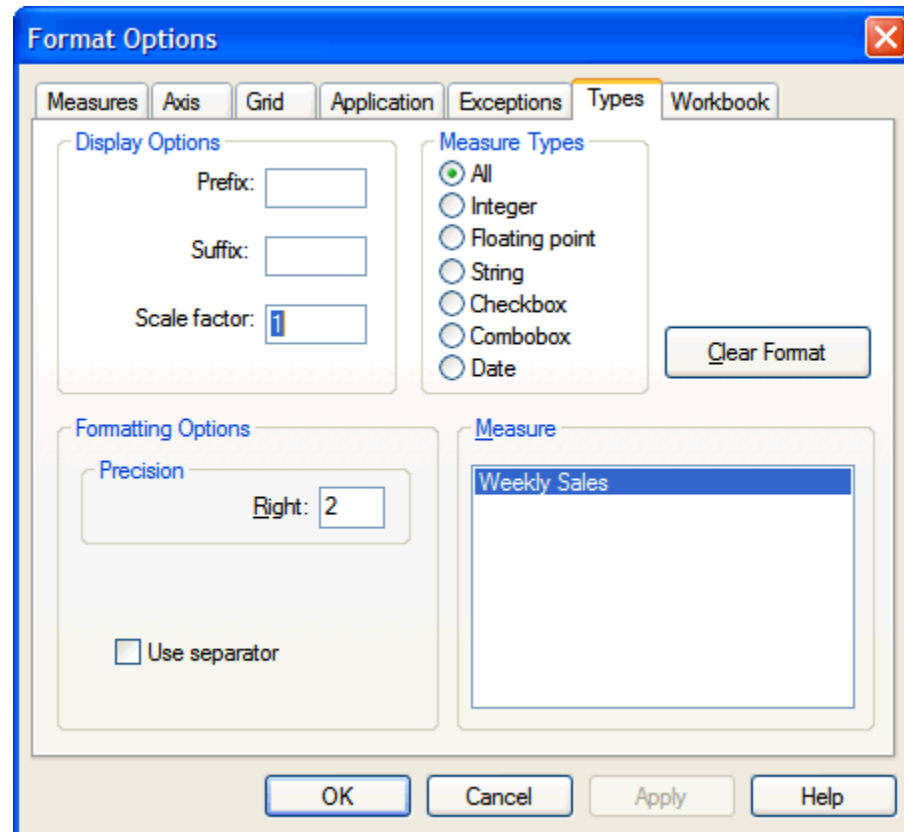 Format Options
Measures Axis Grid Application Exceptions Types Workbook
Display Options
Prefix:
Suffix:
Scale factor: 1
Measure Types
All
Integer
Floating point
String
Checkbox
Combobox
Date
Clear Format
Formatting Options
Precision
Right: 2
Use separator
Measure
Weekly Sales
OK Cancel Apply Help